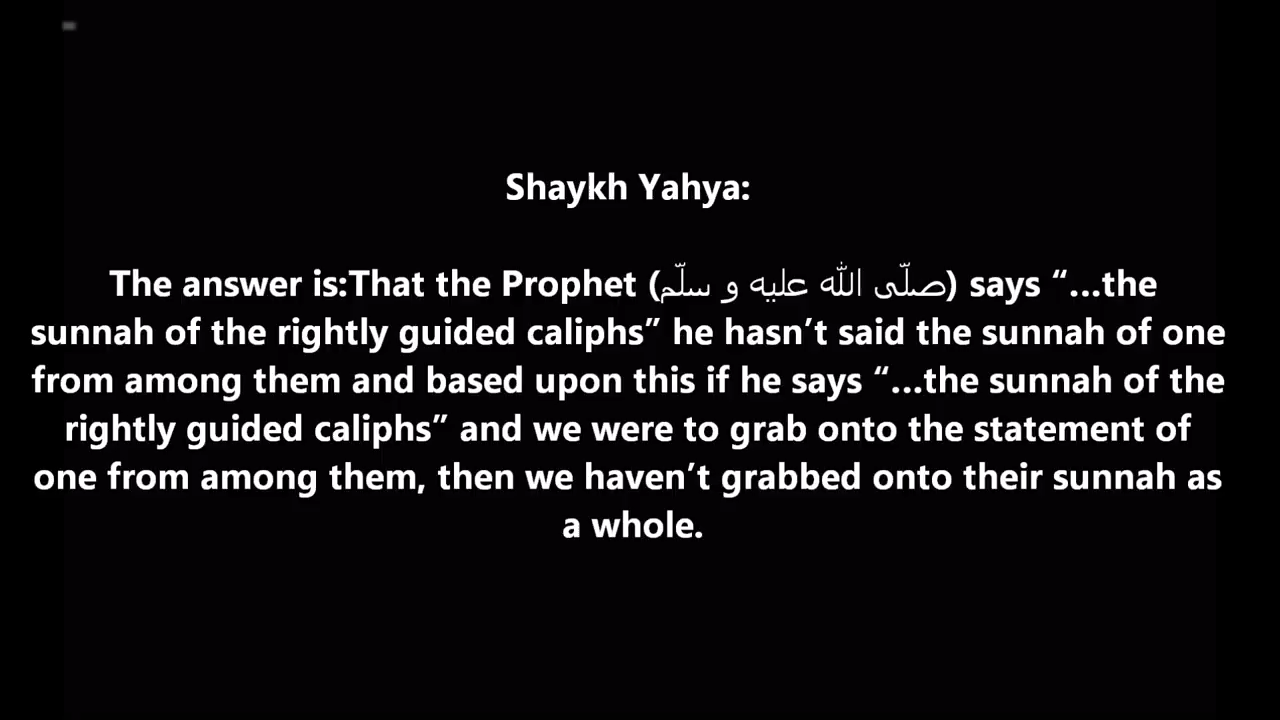 Shaykh Yahya:
The answer is:That the Prophet (صلّى الله عليه و سلّم) says “...the
sunnah of the rightly guided caliphs” he hasn’t said the sunnah of one
from among them and based upon this if he says “...the sunnah of the
rightly guided caliphs” and we were to grab onto the statement of
one from among them, then we haven’t grabbed onto their sunnah as
a whole.